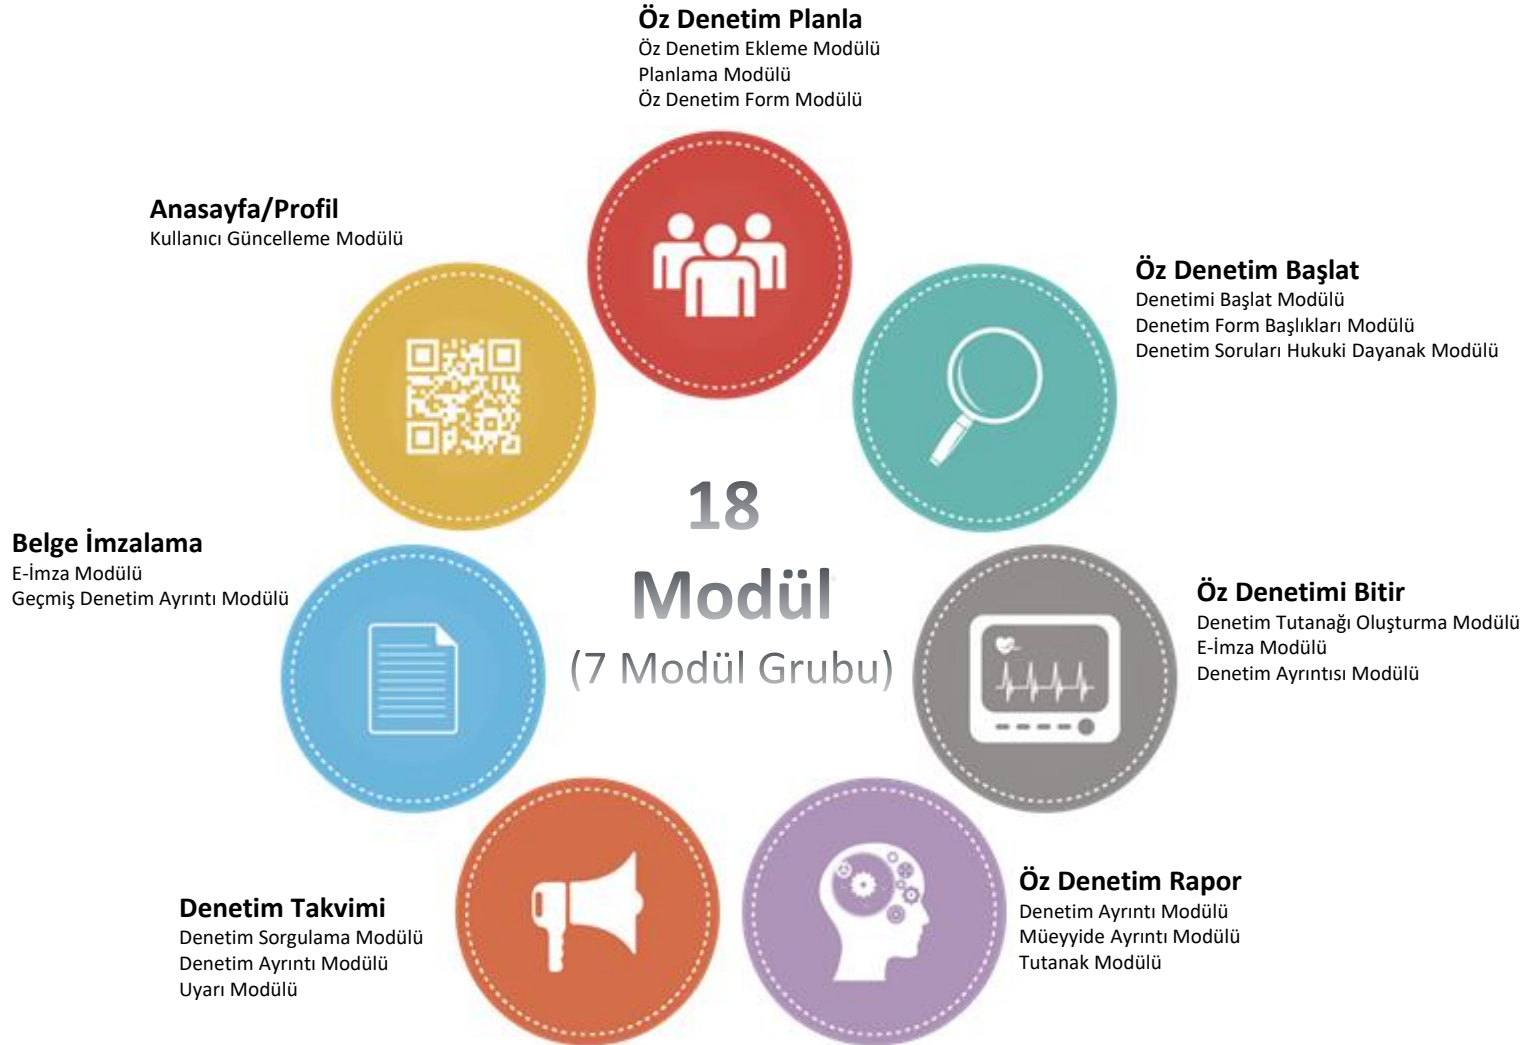 Öz Denetim Planla
Öz Denetim Ekleme Modülü
Planlama Modülü
Öz Denetim Form Modülü
Anasayfa/Profil
Kullanıcı Güncelleme Modülü
Öz Denetim Başlat
Denetimi Başlat Modülü
Denetim Form Başlıkları Modülü
Denetim Soruları Hukuki Dayanak Modülü
18
Modül
(7 Modül Grubu)
Belge İmzalama
E-İmza Modülü
Geçmiş Denetim Ayrıntı Modülü
Öz Denetimi Bitir
Denetim Tutanağı Oluşturma Modülü
E-İmza Modülü
Denetim Ayrıntısı Modülü
Denetim Takvimi
Denetim Sorgulama Modülü
Denetim Ayrıntı Modülü
Uyarı Modülü
Öz Denetim Rapor
Denetim Ayrıntı Modülü
Müeyyide Ayrıntı Modülü
Tutanak Modülü